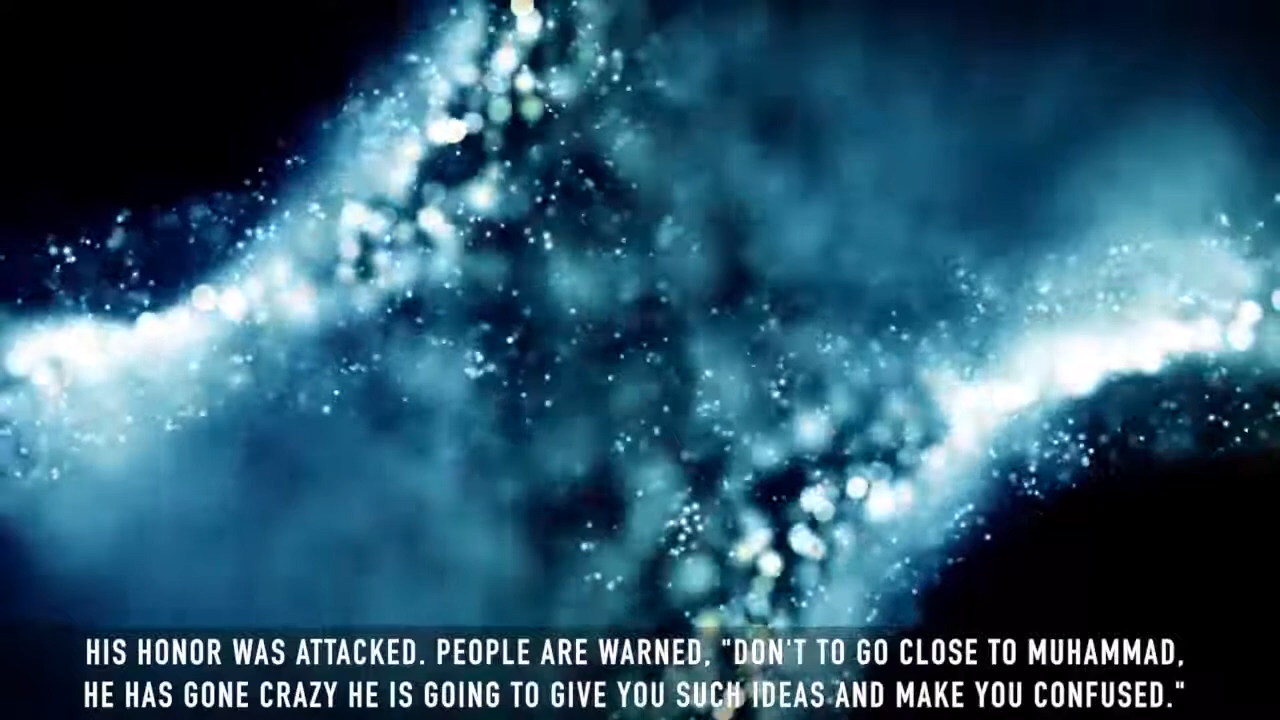 HIS HONOR WAS ATTACKED. PEOPLE ARE WARNED, "DON'T TO GO CLOSE TO MUHAMMAD,
HE HAS GONE CRAZY HE IS GOING TO GIVE YOU SUCH IDEAS AND MAKE YOU CONFUSED."